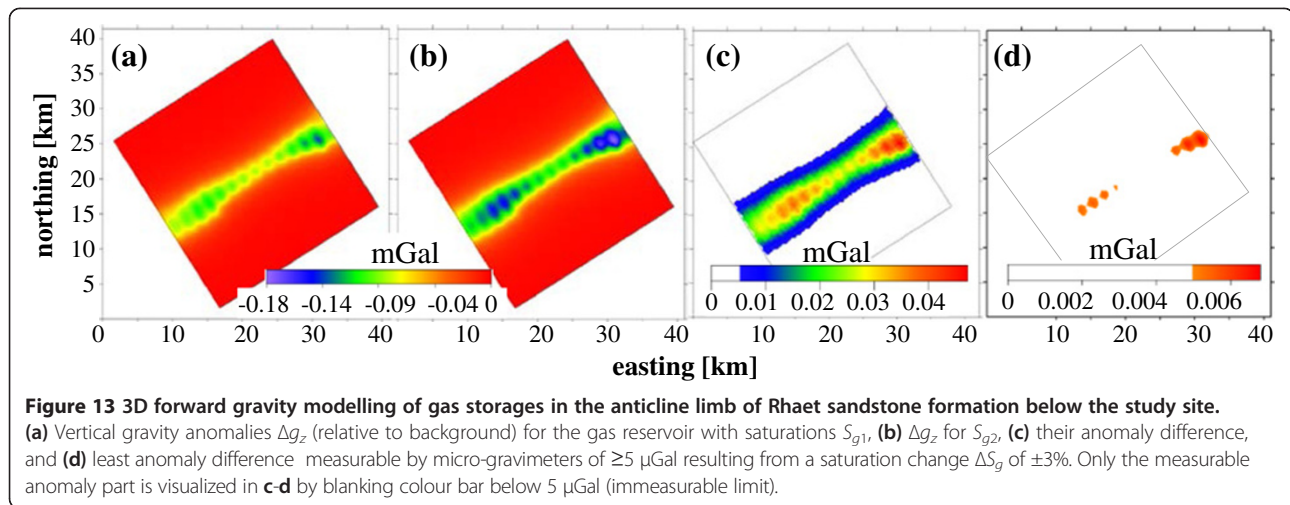 (a) (b) (c) (d)
40
35
30
25
20
15
10
5
northing [km]
mGal mGal mGal
-0.18 -0.14 -0.09 -0.04 0
0 0.01 0.02 0.03 0.04
0 0.002 0.004 0.006
0 10 20 30 40 10 20 30 40 10 20 30 40 10 20 30 40
easting [km]
Figure 13 3D forward gravity modelling of gas storages in the anticline limb of Rhaet sandstone formation below the study site.
(a) Vertical gravity anomalies Δgz (relative to background) for the gas reservoir with saturations Sg1, (b) Δgz for Sg2, (c) their anomaly difference,
and (d) least anomaly difference measurable by micro-gravimeters of ≥5 μGal resulting from a saturation change ΔSg of ±3%. Only the measurable
anomaly part is visualized in c-d by blanking colour bar below 5 μGal (immeasurable limit).